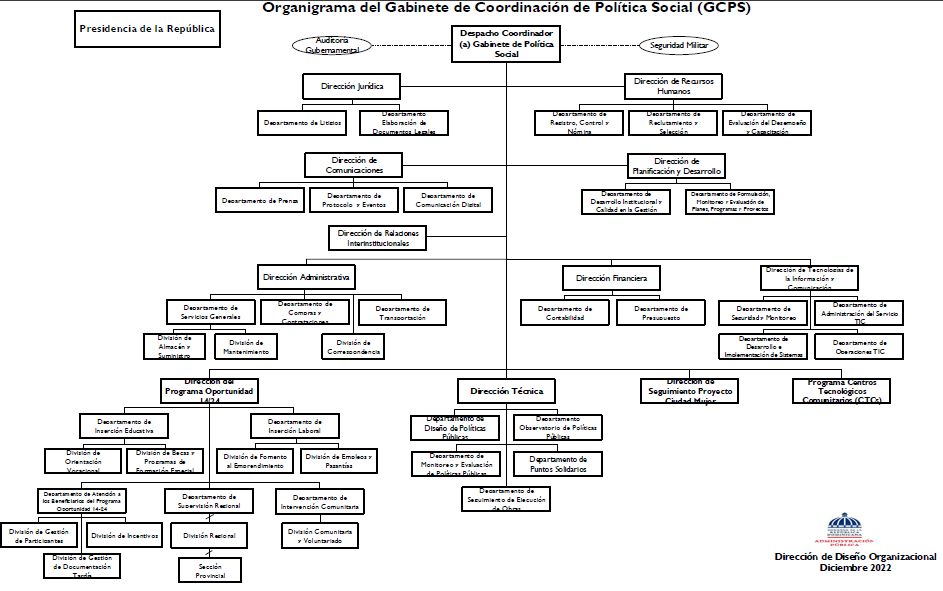 Organigrama del Gabinete de Coordinación de Política Social (GCPS)
Presidencia de la República
Despacho Coordinador
(a) Gabinete de Política
Social
Auditoría
Gubernamental
Seguridad Militar
Dirección Jurídica
Dirección de Recursos
Humanos
Departamento de Litigios
Departamento
Elaboración de
Documentos Legales
Departamento de
Registro, Control y
Nómina
Departamento de
Reclutamiento y
Selección
Departamento de
Evaluación del Desempeño
y Capacitación
Dirección de
Comunicaciones
Dirección de
Planificación y Desarrollo
Departamento de Prensa
Departamento de
Protocolo y Eventos
Departamento de
Comunicación Digital
Departamento de
Desarrollo Institucional y
Calidad en la Gestión
Departamento de Formulación,
Monitoreo y Evaluación de
Planes, Programas y Proyectos
Dirección de Relaciones
Interinstitucionales
Dirección Administrativa
Dirección Financiera
Dirección de Tecnologías de
la Información y
Comunicación
Departamento de
Servicios Generales
Departamento de
Compras y
Contrataciones
Departamento de
Transportación
Departamento de
Contabilidad
Departamento de
Presupuesto
Departamento de
Seguridad y Monitoreo
Departamento de
Administración del Servicio
TIC
División de
Almacén y
Suministro
División de
Mantenimiento
División de
Correspondencia
Departamento de
Desarrollo e
Implementación de Sistemas
Departamento de
Operaciones TIC
Dirección del
Programa Oportunidad
14/24
Dirección Técnica
Dirección de
Seguimiento Proyecto
Ciudad Mujer
Programa Centros
Tecnológicos
Comunitarios (CTCs)
Departamento de
Inserción Educativa
Departamento de
Inserción Laboral
Departamento de
Diseño de Políticas
Públicas
Departamento
Observatorio de Políticas
Públicas
División de
Orientación
Vocacional
División de Becas y
Programas de
Formación Especial
División de Fomento
al Emprendimiento
División de Empleos y
Pasantías
Departamento de
Monitoreo y Evaluación
de Políticas Públicas
Departamento de
Puntos Solidarios
Departamento de Atención a
los Beneficiarios del Programa
Oportunidad 14-24
Departamento de
Supervisión Regional
Departamento de
Intervención Comunitaria
Departamento de
Seguimiento de Ejecución
de Obras
División de Gestión
de Participantes
División de Incentivos
División Regional
División Comunitaria
y Voluntariado
División de Gestión
de Documentación
Tardía
Sección
Provincial
GOBIERNO DE LA
REPÚBLICA DOMINICANA
ADMINISTRACIÓN
PÚBLICA
Dirección de Diseño Organizacional
Diciembre 2022